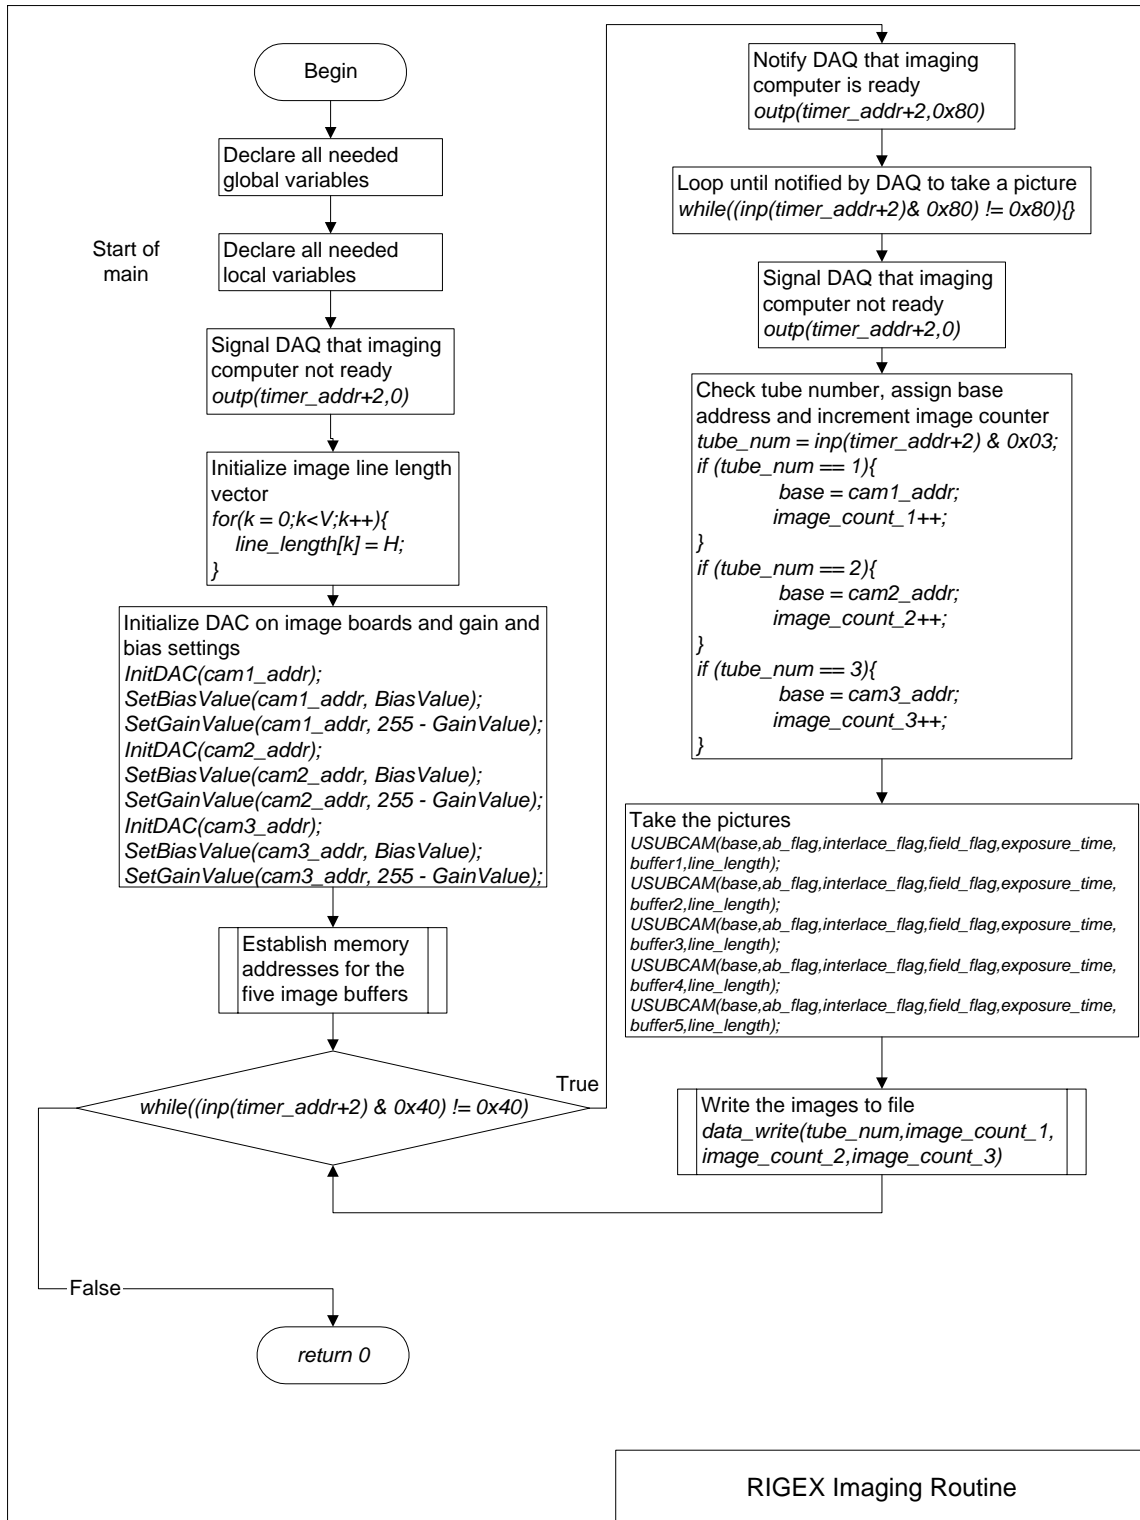 Begin
Declare all needed
global variables
Start of
main
Declare all needed
local variables
Signal DAQ that imaging
computer not ready
outp(timer_addr+2,0)
Initialize image line length
vector
for(k = 0;k<V;k++){
line_length[k] = H;
}
Initialize DAC on image boards and gain and
bias settings
InitDAC(cam1_addr);
SetBiasValue(cam1_addr, BiasValue);
SetGainValue(cam1_addr, 255 - GainValue);
InitDAC(cam2_addr);
SetBiasValue(cam2_addr, BiasValue);
SetGainValue(cam2_addr, 255 - GainValue);
InitDAC(cam3_addr);
SetBiasValue(cam3_addr, BiasValue);
SetGainValue(cam3_addr, 255 - GainValue);
Establish memory
addresses for the
five image buffers
while((inp(timer_addr+2) & 0x40) != 0x40)
True
False
return 0
Notify DAQ that imaging
computer is ready
outp(timer_addr+2,0x80)
Loop until notified by DAQ to take a picture
while((inp(timer_addr+2)& 0x80) != 0x80){}
Signal DAQ that imaging
computer not ready
outp(timer_addr+2,0)
Check tube number, assign base
address and increment image counter
tube_num = inp(timer_addr+2) & 0x03;
if (tube_num == 1){
base = cam1_addr;
image_count_1++;
}
if (tube_num == 2){
base = cam2_addr;
image_count_2++;
}
if (tube_num == 3){
base = cam3_addr;
image_count_3++;
}
Take the pictures
USUBCAM(base,ab_flag,interlace_flag,field_flag,exposure_time,
buffer1,line_length);
USUBCAM(base,ab_flag,interlace_flag,field_flag,exposure_time,
buffer2,line_length);
USUBCAM(base,ab_flag,interlace_flag,field_flag,exposure_time,
buffer3,line_length);
USUBCAM(base,ab_flag,interlace_flag,field_flag,exposure_time,
buffer4,line_length);
USUBCAM(base,ab_flag,interlace_flag,field_flag,exposure_time,
buffer5,line_length);
Write the images to file
data_write(tube_num,image_count_1,
image_count_2,image_count_3)
RIGEX Imaging Routine